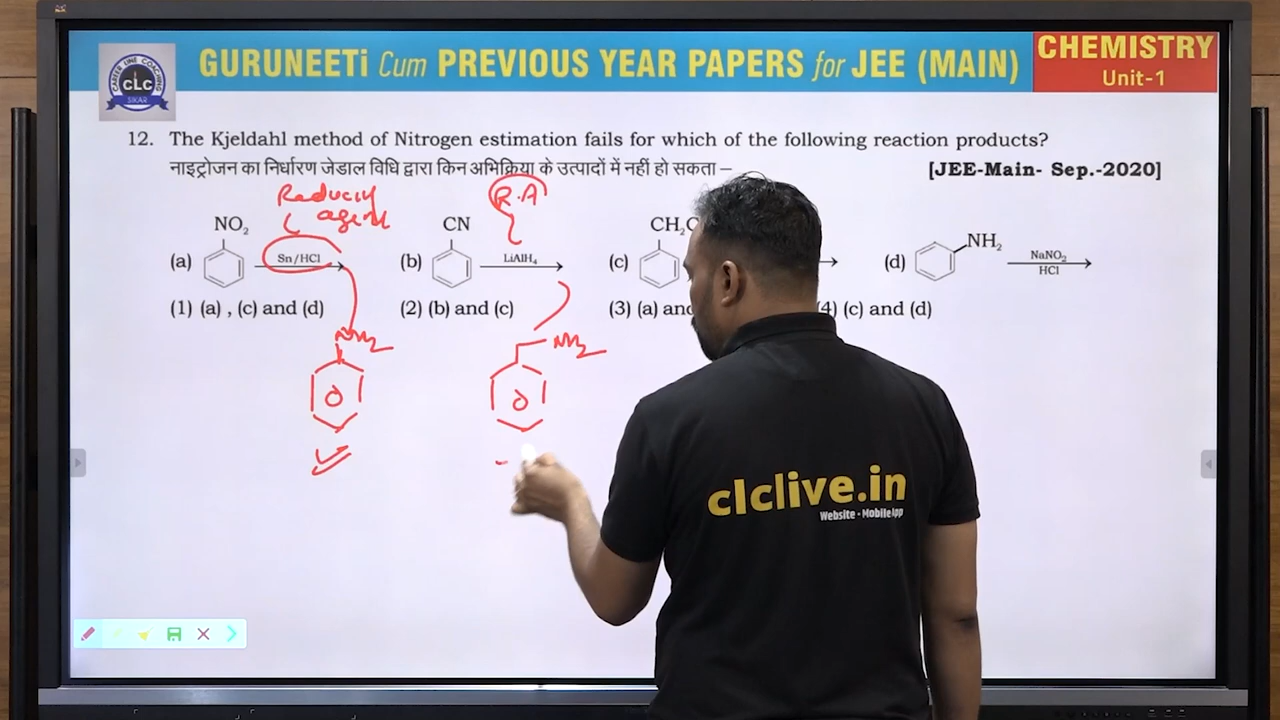 GURUNEETi Cum PREVIOUS YEAR PAPERS for JEE (MAIN)
CHEMISTRY
Unit-1
CAREER LINE COACHING
CLC
SIKAR
12. The Kjeldahl method of Nitrogen estimation fails for which of the following reaction products?
नाइट्रोजन का निर्धारण जेडाल विधि द्वारा किन अभिक्रिया के उत्पादों में नहीं हो सकता –
[JEE-Main- Sep.-2020]
Reducing
agent
R.A
(a) NO₂ Sn/HCl
(b) CN LiAlH₄
(c) CH₂C
(d) NH₂ NaNO₂ HCl
(1) (a) , (c) and (d) (2) (b) and (c) (3) (a) an (4) (c) and (d)
NH₂ NH₂
clclive.in
Website - Mobile App